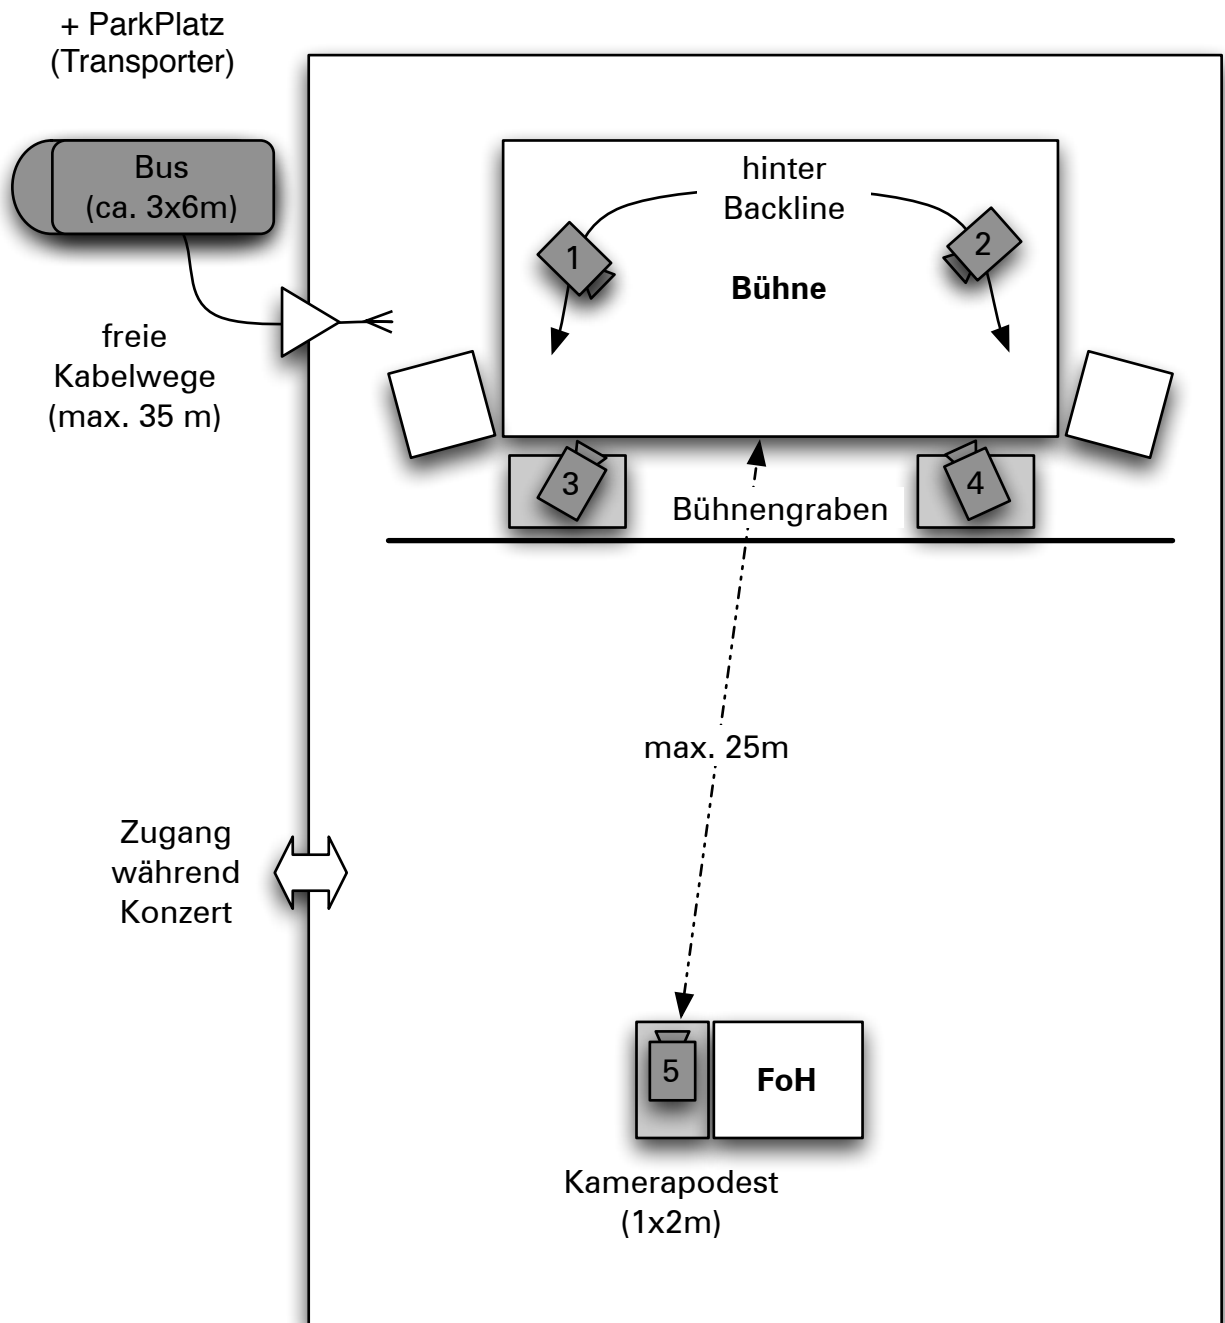 + ParkPlatz
(Transporter)
Bus
(ca. 3x6m)
hinter
Backline
1
2
Bühne
freie
Kabelwege
(max. 35 m)
3
4
Bühnengraben
max. 25m
Zugang
während
Konzert
5
FoH
Kamerapodest
(1x2m)